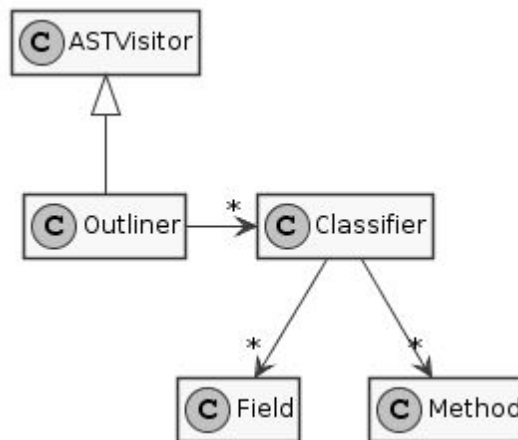 C ASTVisitor
C Outliner
*
C Classifier
*
*
C Field
C Method